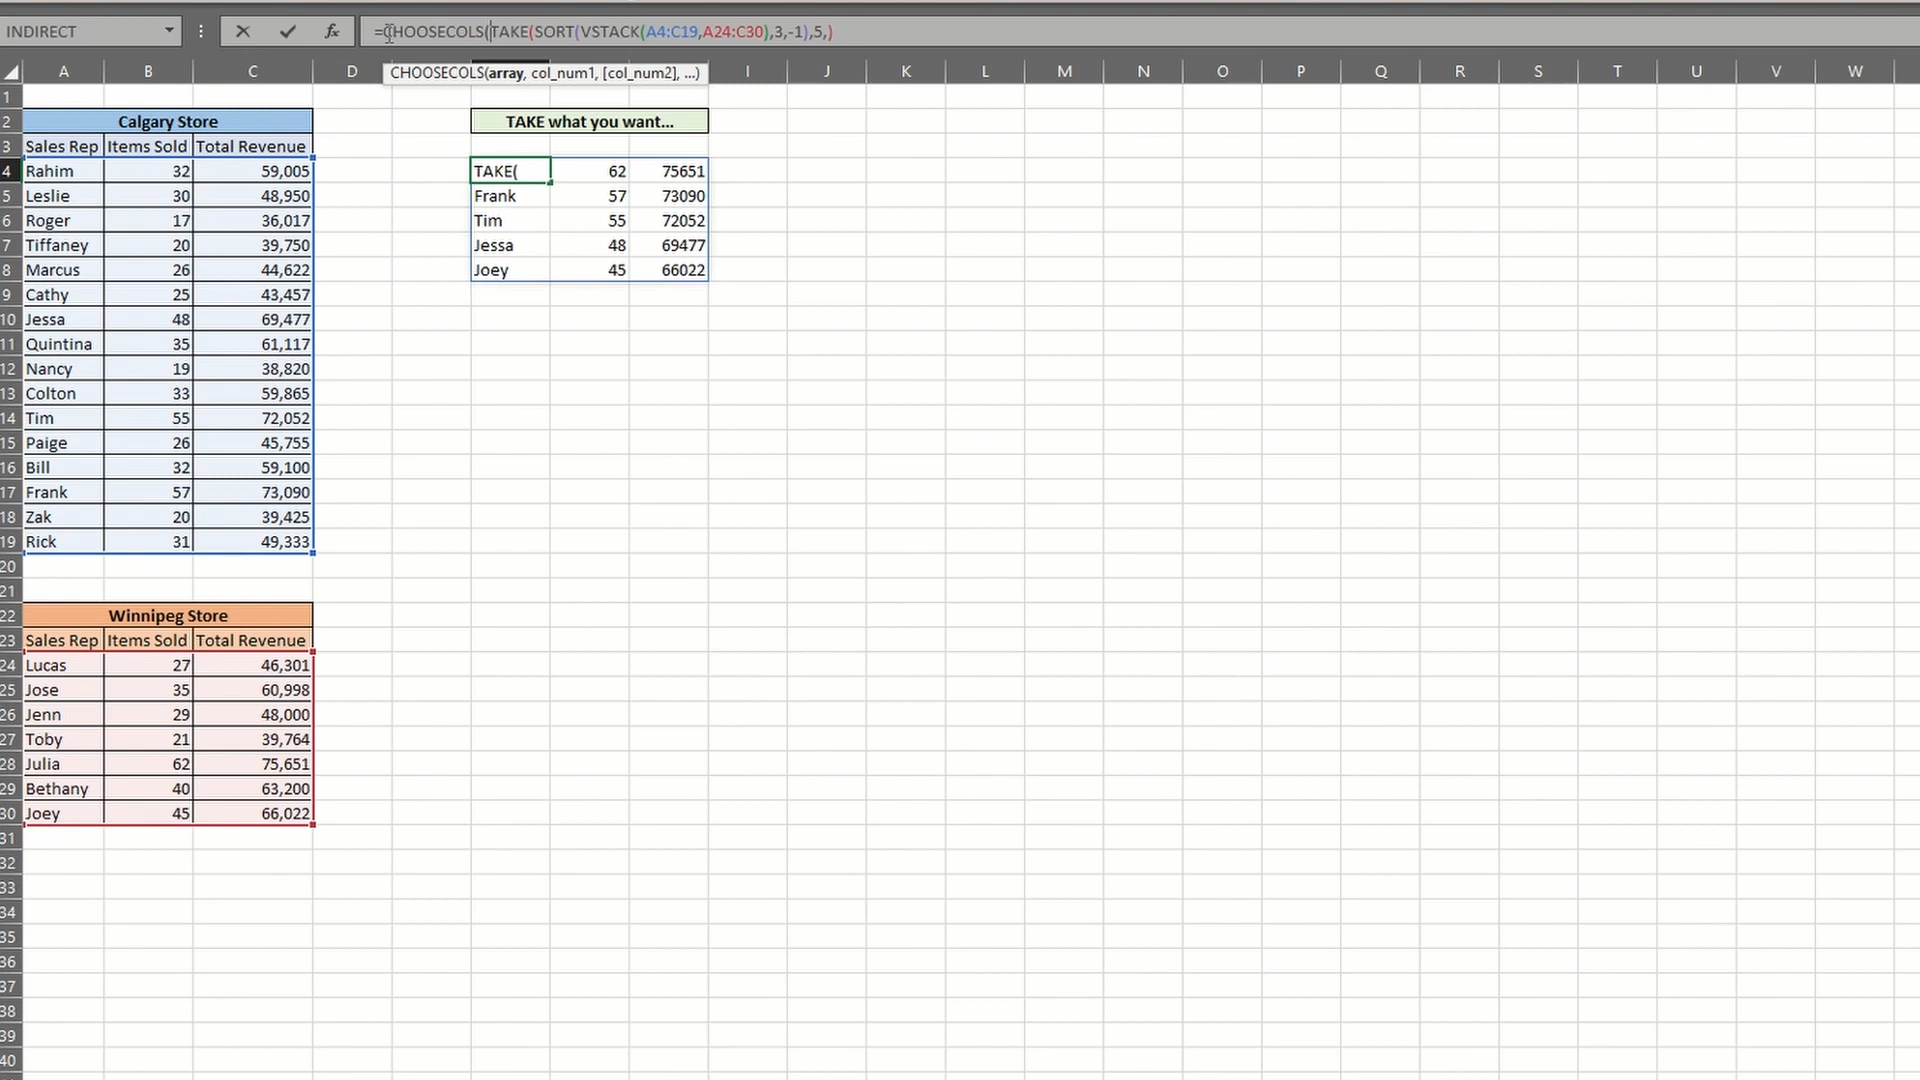 INDIRECT
=CHOOSECOLS(TAKE(SORT(VSTACK(A4:C19,A24:C30),3,-1),5,)
CHOOSECOLS(array, col_num1, [col_num2], ...)
A B C D I J K L M N O P Q R S T U V W
1
2 Calgary Store TAKE what you want...
3 Sales Rep Items Sold Total Revenue
4 Rahim 32 59,005 TAKE( 62 75651
5 Leslie 30 48,950 Frank 57 73090
6 Roger 17 36,017 Tim 55 72052
7 Tiffaney 20 39,750 Jessa 48 69477
8 Marcus 26 44,622 Joey 45 66022
9 Cathy 25 43,457
10 Jessa 48 69,477
11 Quintina 35 61,117
12 Nancy 19 38,820
13 Colton 33 59,865
14 Tim 55 72,052
15 Paige 26 45,755
16 Bill 32 59,100
17 Frank 57 73,090
18 Zak 20 39,425
19 Rick 31 49,333
20
21
22 Winnipeg Store
23 Sales Rep Items Sold Total Revenue
24 Lucas 27 46,301
25 Jose 35 60,998
26 Jenn 29 48,000
27 Toby 21 39,764
28 Julia 62 75,651
29 Bethany 40 63,200
30 Joey 45 66,022
31
32
33
34
35
36
37
38
39
40